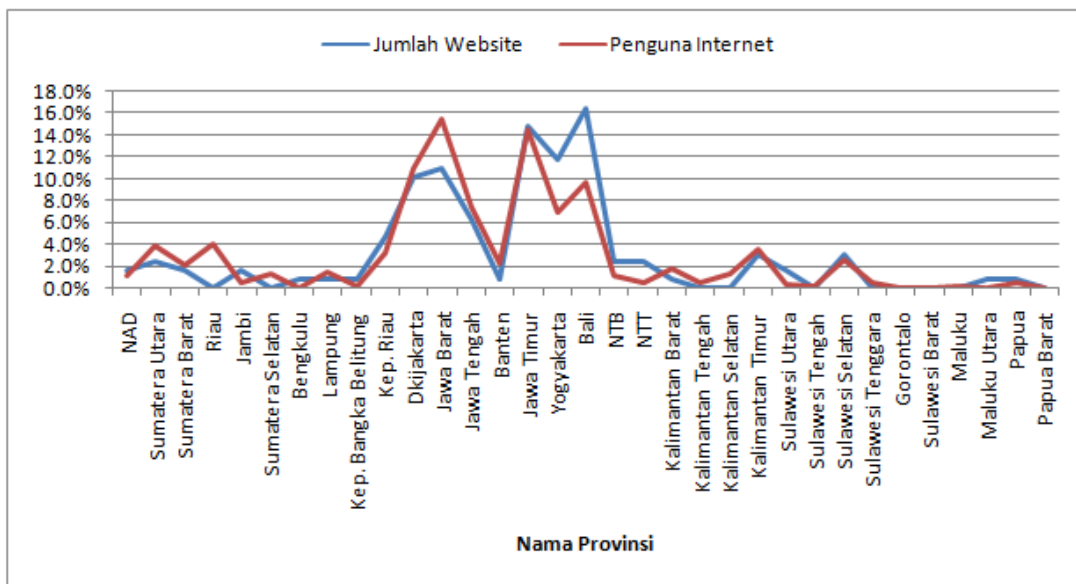 Jumlah Website
Penguna Internet
18.0%
16.0%
14.0%
12.0%
10.0%
8.0%
6.0%
4.0%
2.0%
0.0%
NAD
Sumatera Utara
Sumatera Barat
Riau
Jambi
Sumatera Selatan
Bengkulu
Lampung
Kep. Bangka Belitung
Kep. Riau
Dkijakarta
Jawa Barat
Jawa Tengah
Banten
Jawa Timur
Yogyakarta
Bali
NTB
NTT
Kalimantan Barat
Kalimantan Tengah
Kalimantan Selatan
Kalimantan Timur
Sulawesi Utara
Sulawesi Tengah
Sulawesi Selatan
Sulawesi Tenggara
Gorontalo
Sulawesi Barat
Maluku
Maluku Utara
Papua
Papua Barat
Nama Provinsi